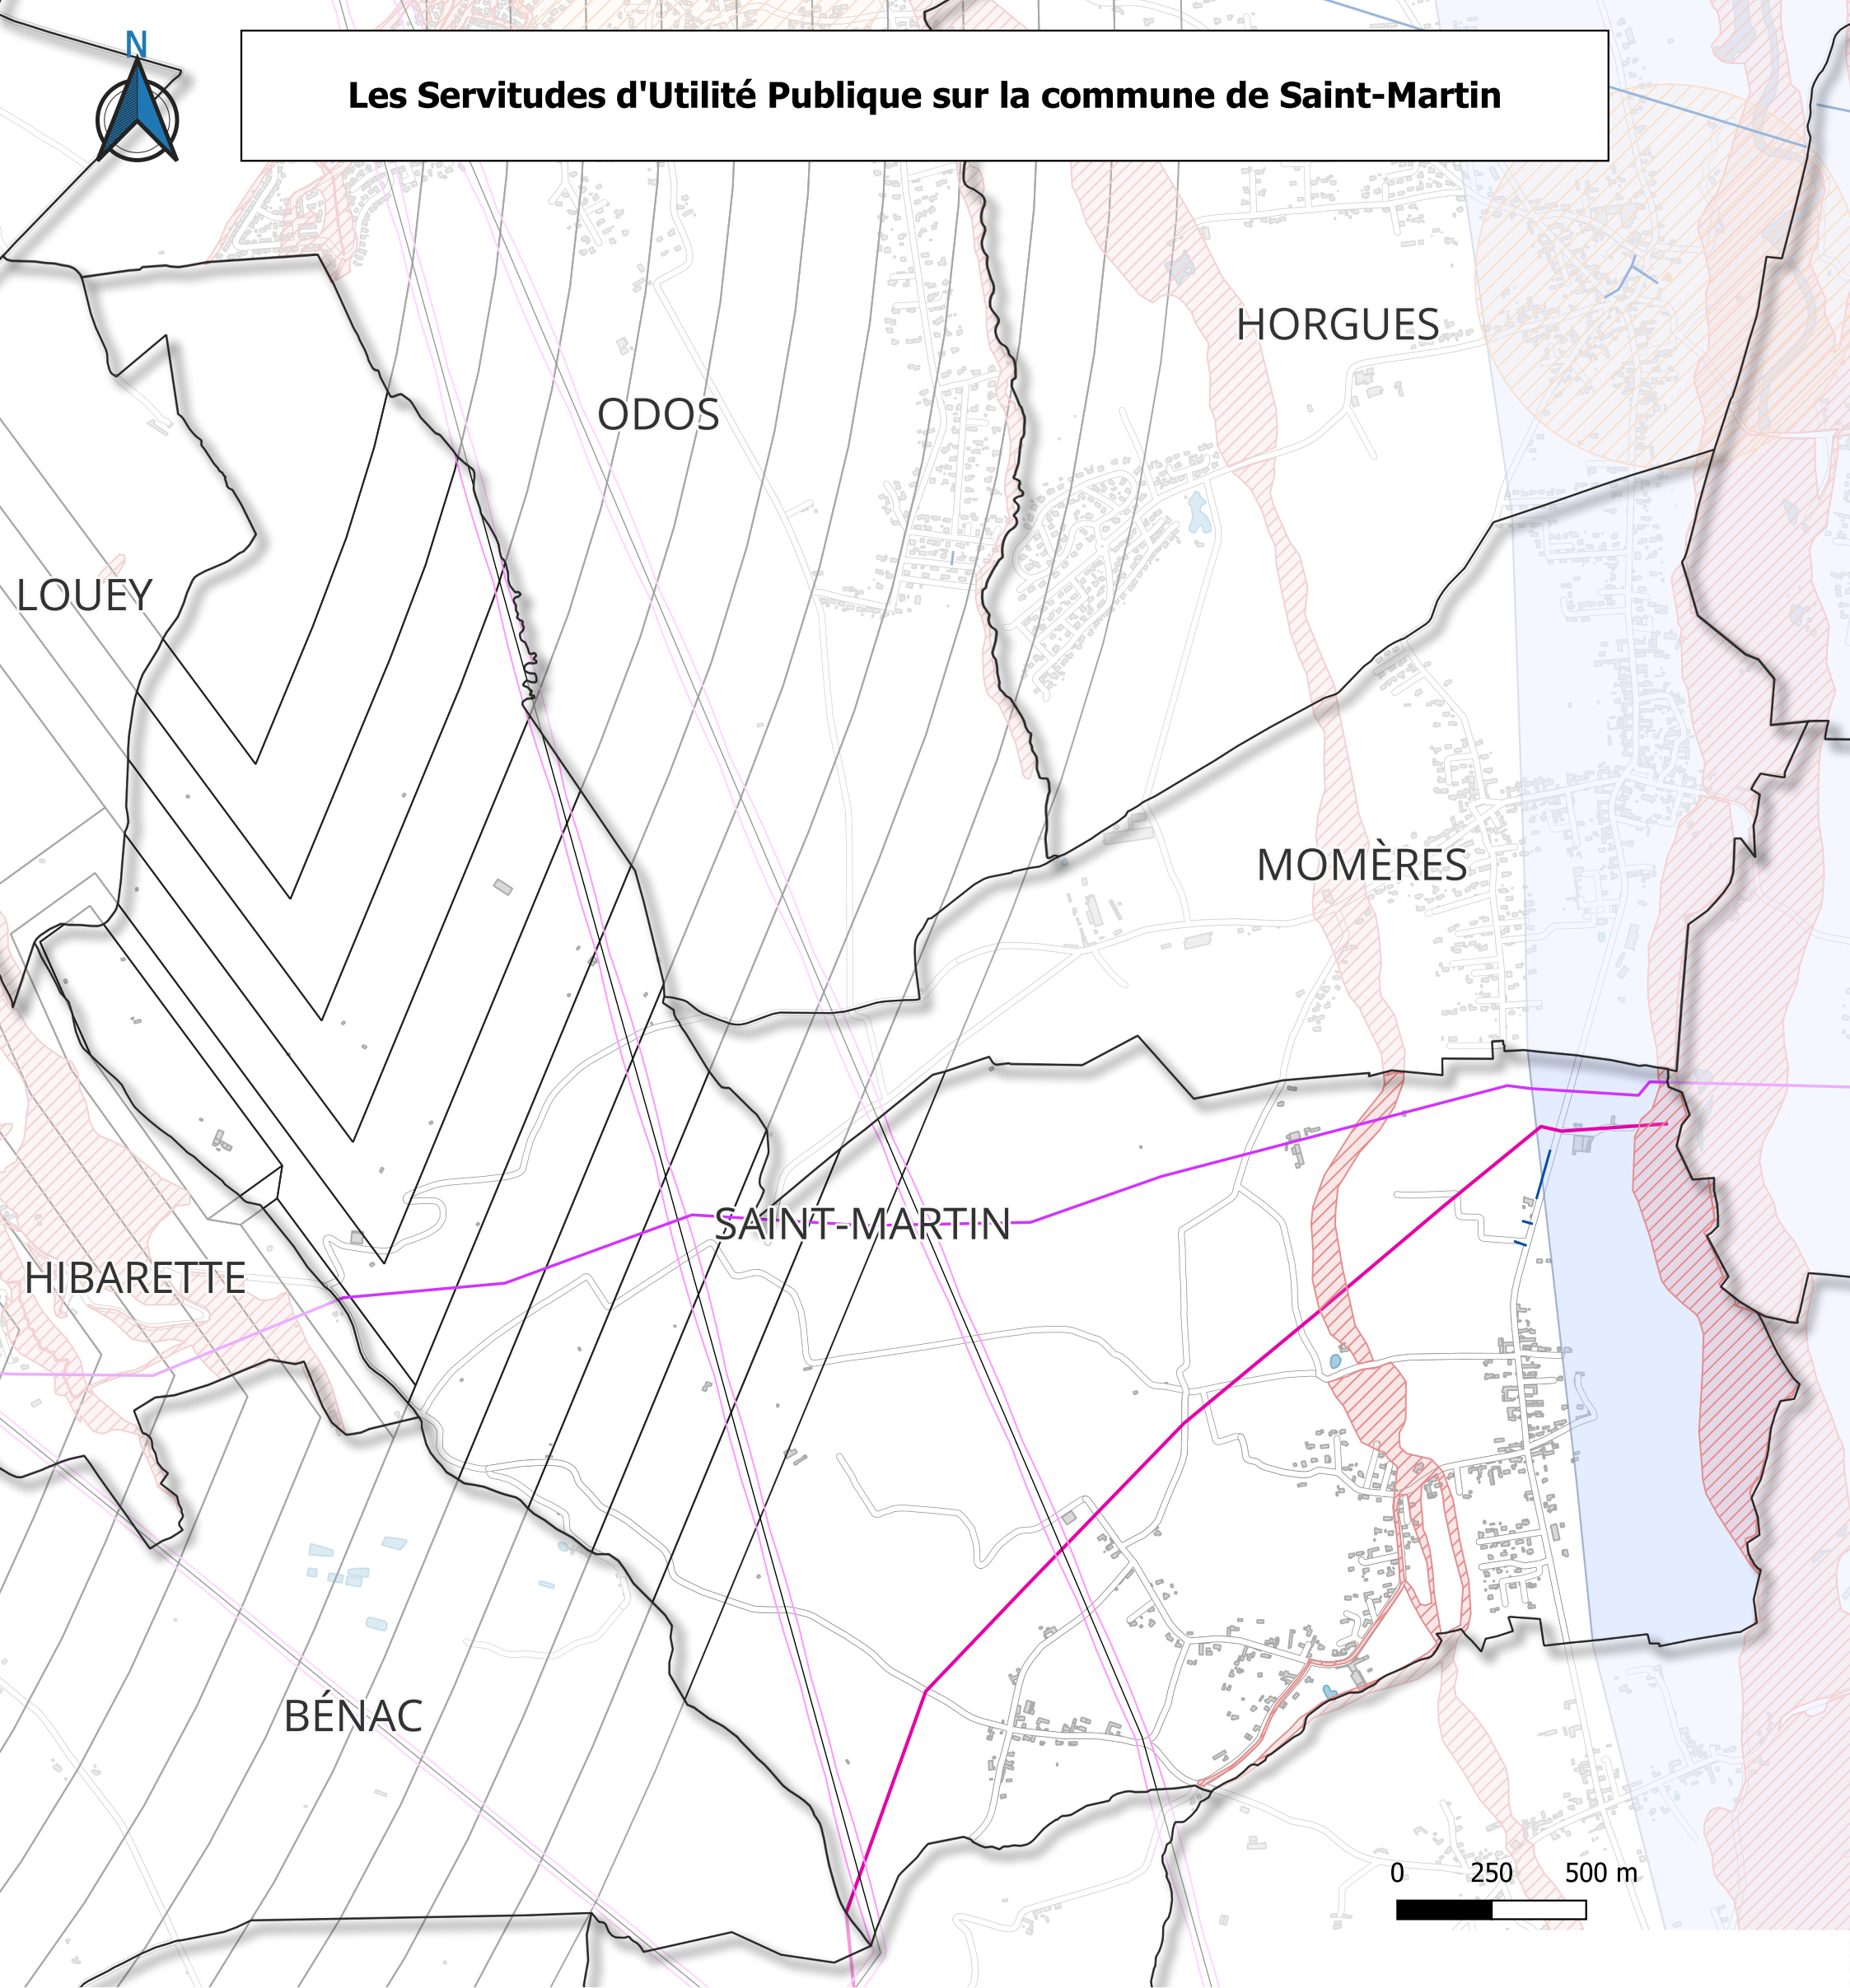 N
Les Servitudes d'Utilité Publique sur la commune de Saint-Martin
HORGUES
ODOS
LOUEY
MOMÈRES
SAINT-MARTIN
HIBARETTE
BÉNAC
0 250 500 m